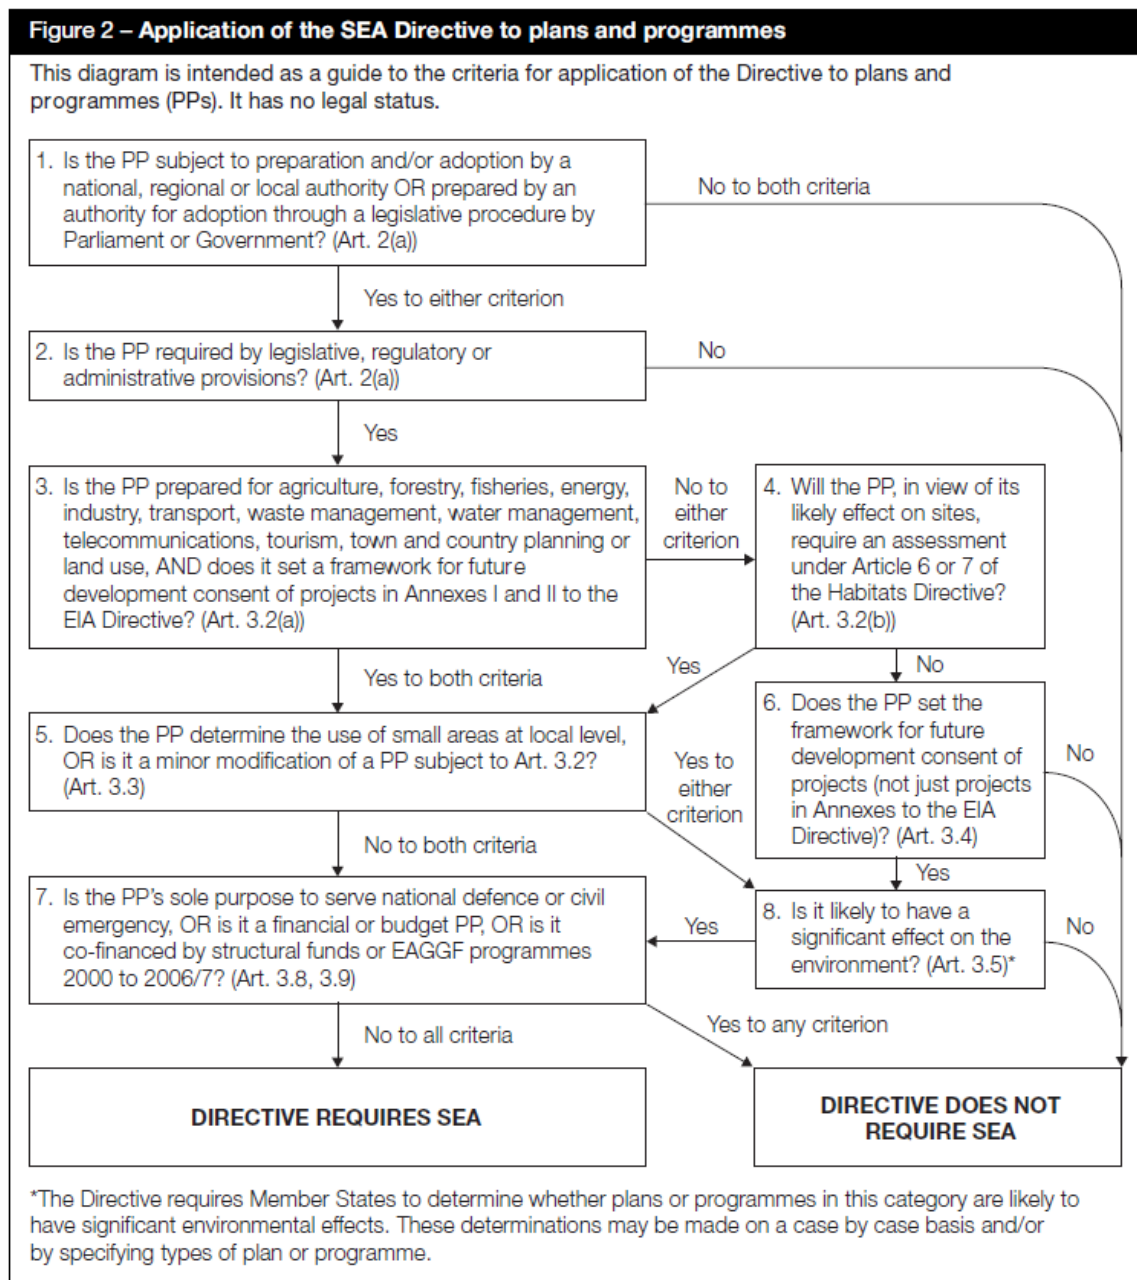 Figure 2 – Application of the SEA Directive to plans and programmes
This diagram is intended as a guide to the criteria for application of the Directive to plans and
programmes (PPs). It has no legal status.
1. Is the PP subject to preparation and/or adoption by a
national, regional or local authority OR prepared by an
authority for adoption through a legislative procedure by
Parliament or Government? (Art. 2(a))
No to both criteria
Yes to either criterion
2. Is the PP required by legislative, regulatory or
administrative provisions? (Art. 2(a))
No
Yes
3. Is the PP prepared for agriculture, forestry, fisheries, energy,
industry, transport, waste management, water management,
telecommunications, tourism, town and country planning or
land use, AND does it set a framework for future
development consent of projects in Annexes I and II to the
EIA Directive? (Art. 3.2(a))
No to
either
criterion
4. Will the PP, in view of its
likely effect on sites,
require an assessment
under Article 6 or 7 of
the Habitats Directive?
(Art. 3.2(b))
Yes to both criteria
Yes
No
5. Does the PP determine the use of small areas at local level,
OR is it a minor modification of a PP subject to Art. 3.2?
(Art. 3.3)
Yes to
either
criterion
6. Does the PP set the
framework for future
development consent of
projects (not just projects
in Annexes to the EIA
Directive)? (Art. 3.4)
No
No to both criteria
Yes
7. Is the PP's sole purpose to serve national defence or civil
emergency, OR is it a financial or budget PP, OR is it
co-financed by structural funds or EAGGF programmes
2000 to 2006/7? (Art. 3.8, 3.9)
Yes
8. Is it likely to have a
significant effect on the
environment? (Art. 3.5)*
No
No to all criteria
Yes to any criterion
DIRECTIVE REQUIRES SEA
DIRECTIVE DOES NOT
REQUIRE SEA
*The Directive requires Member States to determine whether plans or programmes in this category are likely to
have significant environmental effects. These determinations may be made on a case by case basis and/or
by specifying types of plan or programme.